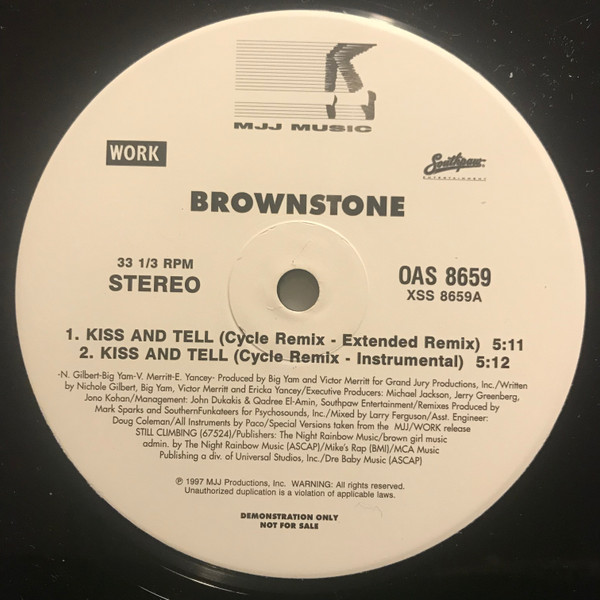 MJJ MUSIC
WORK
Southpaw
ENTERTAINMENT
BROWNSTONE
33 1/3 RPM
STEREO
OAS 8659
XSS 8659A
1. KISS AND TELL (Cycle Remix - Extended Remix) 5:11
2. KISS AND TELL (Cycle Remix - Instrumental) 5:12
-N. Gilbert-Big Yam-V. Merritt-E. Yancey- Produced by Big Yam and Victor Merritt for Grand Jury Productions, Inc./Written
by Nichole Gilbert, Big Yam, Victor Merritt and Ericka Yancey/Executive Producers: Michael Jackson, Jerry Greenberg,
Jono Kohan/Management: John Dukakis & Qadree El-Amin, Southpaw Entertainment/Remixes Produced by
Mark Sparks and SouthernFunkateers for Psychosounds, Inc./Mixed by Larry Ferguson/Asst. Engineer:
Doug Coleman/All Instruments by Paco/Special Versions taken from the MJJ/WORK release
STILL CLIMBING (67524)/Publishers: The Night Rainbow Music/brown girl music
admin. by The Night Rainbow Music (ASCAP)/Mike's Rap (BMI)/MCA Music
Publishing a div. of Universal Studios, Inc./Dre Baby Music (ASCAP)
℗ 1997 MJJ Productions, Inc. WARNING: All rights reserved.
Unauthorized duplication is a violation of applicable laws.
DEMONSTRATION ONLY
NOT FOR SALE